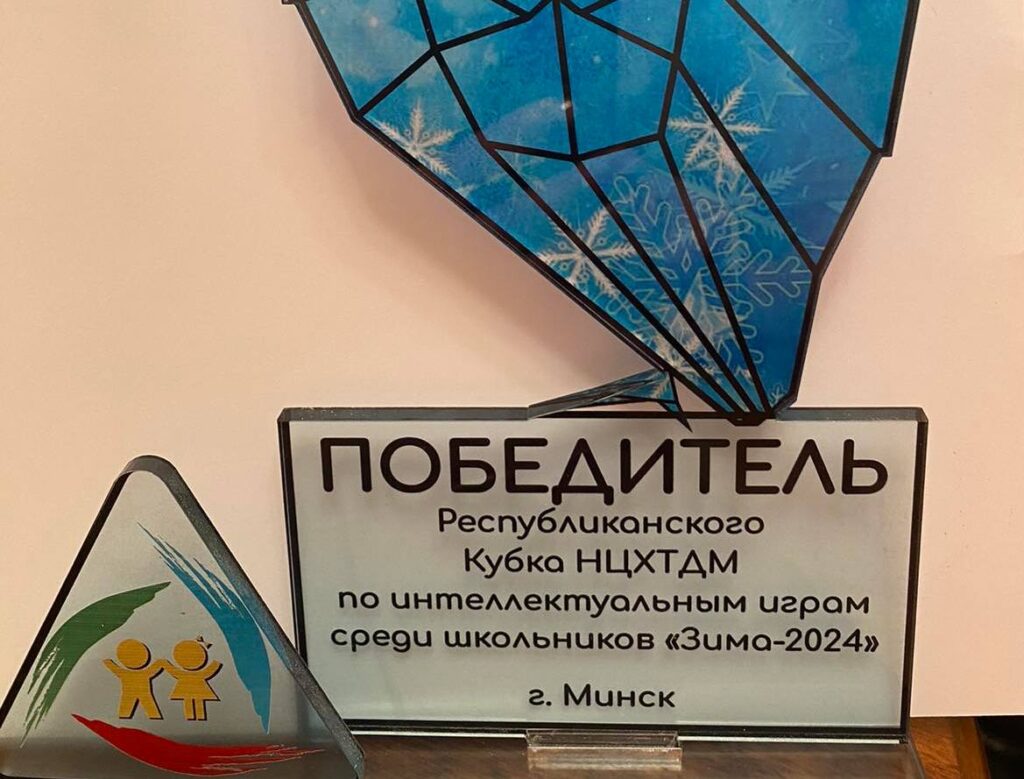 ПОБЕДИТЕЛЬ
Республиканского
Кубка НЦХТДМ
по интеллектуальным играм
среди школьников «Зима-2024»
г. Минск